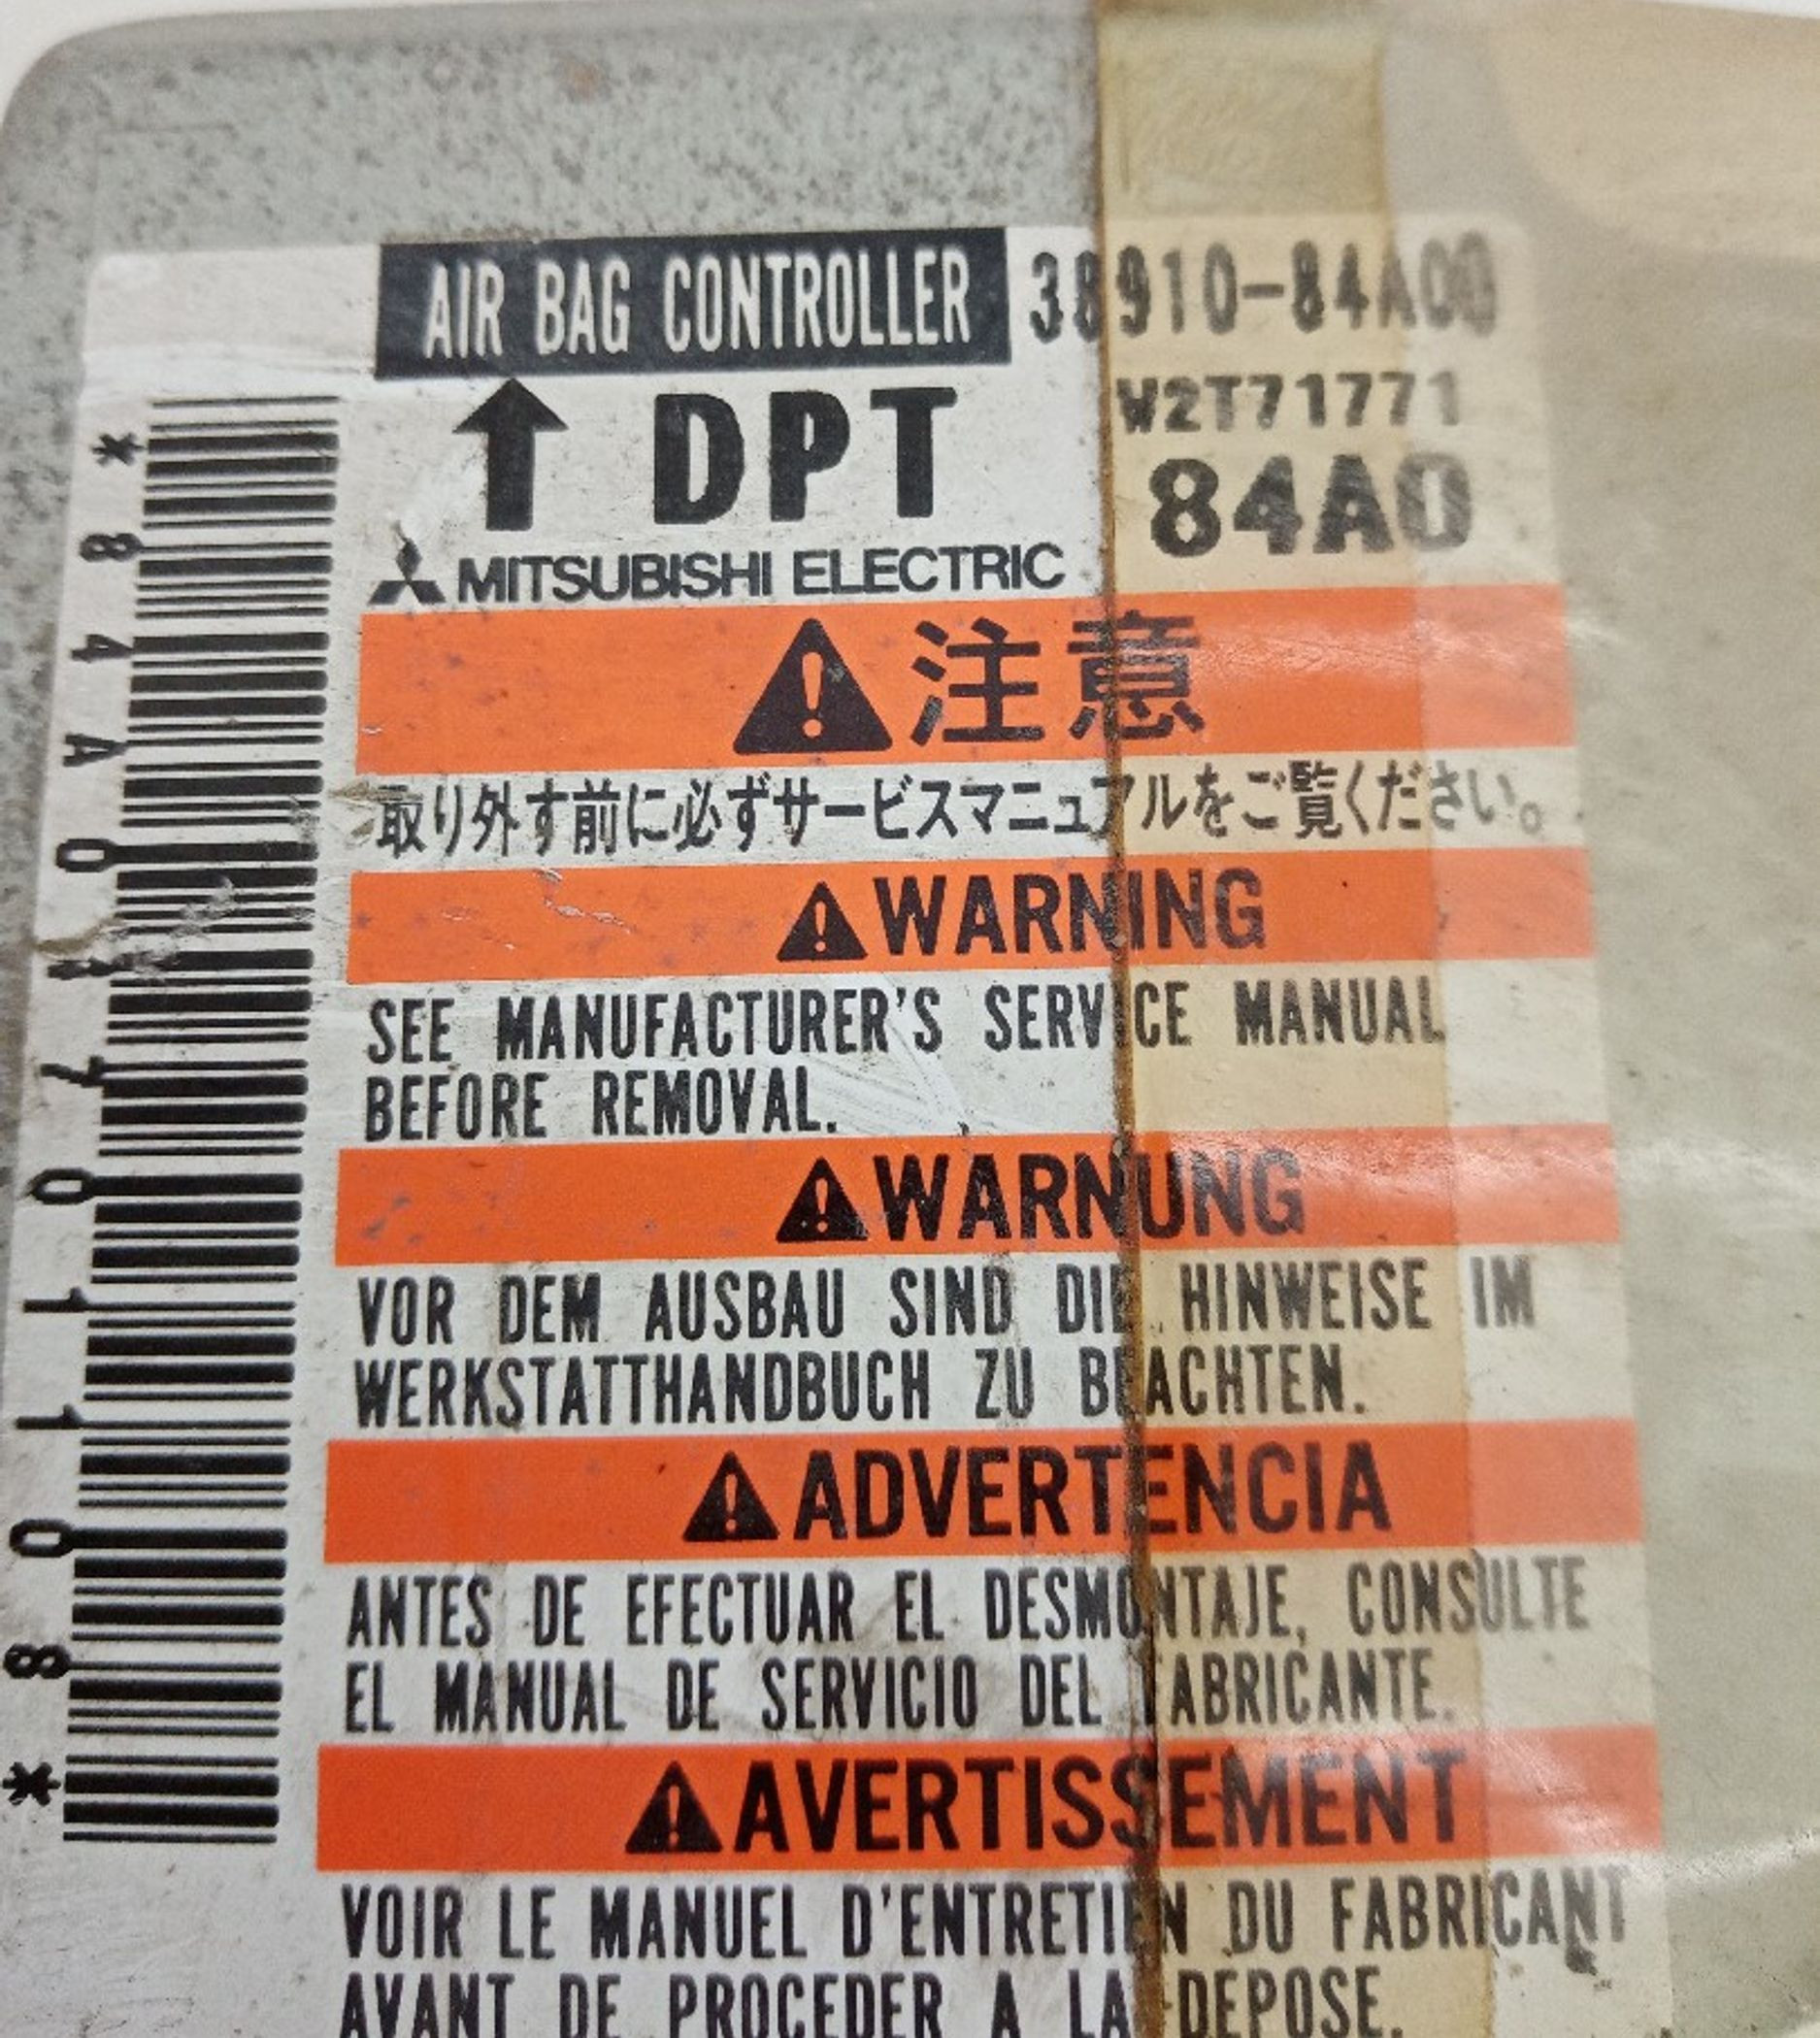 AIR BAG CONTROLLER 38910-84A00
DPT W2T71771
84A0
MITSUBISHI ELECTRIC
注意
取り外す前に必ずサービスマニュアルをご覧ください。
WARNING
SEE MANUFACTURER'S SERVICE MANUAL
BEFORE REMOVAL.
WARNUNG
VOR DEM AUSBAU SIND DIE HINWEISE IM
WERKSTATTHANDBUCH ZU BEACHTEN.
ADVERTENCIA
ANTES DE EFECTUAR EL DESMONTAJE, CONSULTE
EL MANUAL DE SERVICIO DEL FABRICANTE.
AVERTISSEMENT
VOIR LE MANUEL D'ENTRETIEN DU FABRICANT
AVANT DE PROCEDER A LA DEPOSE.